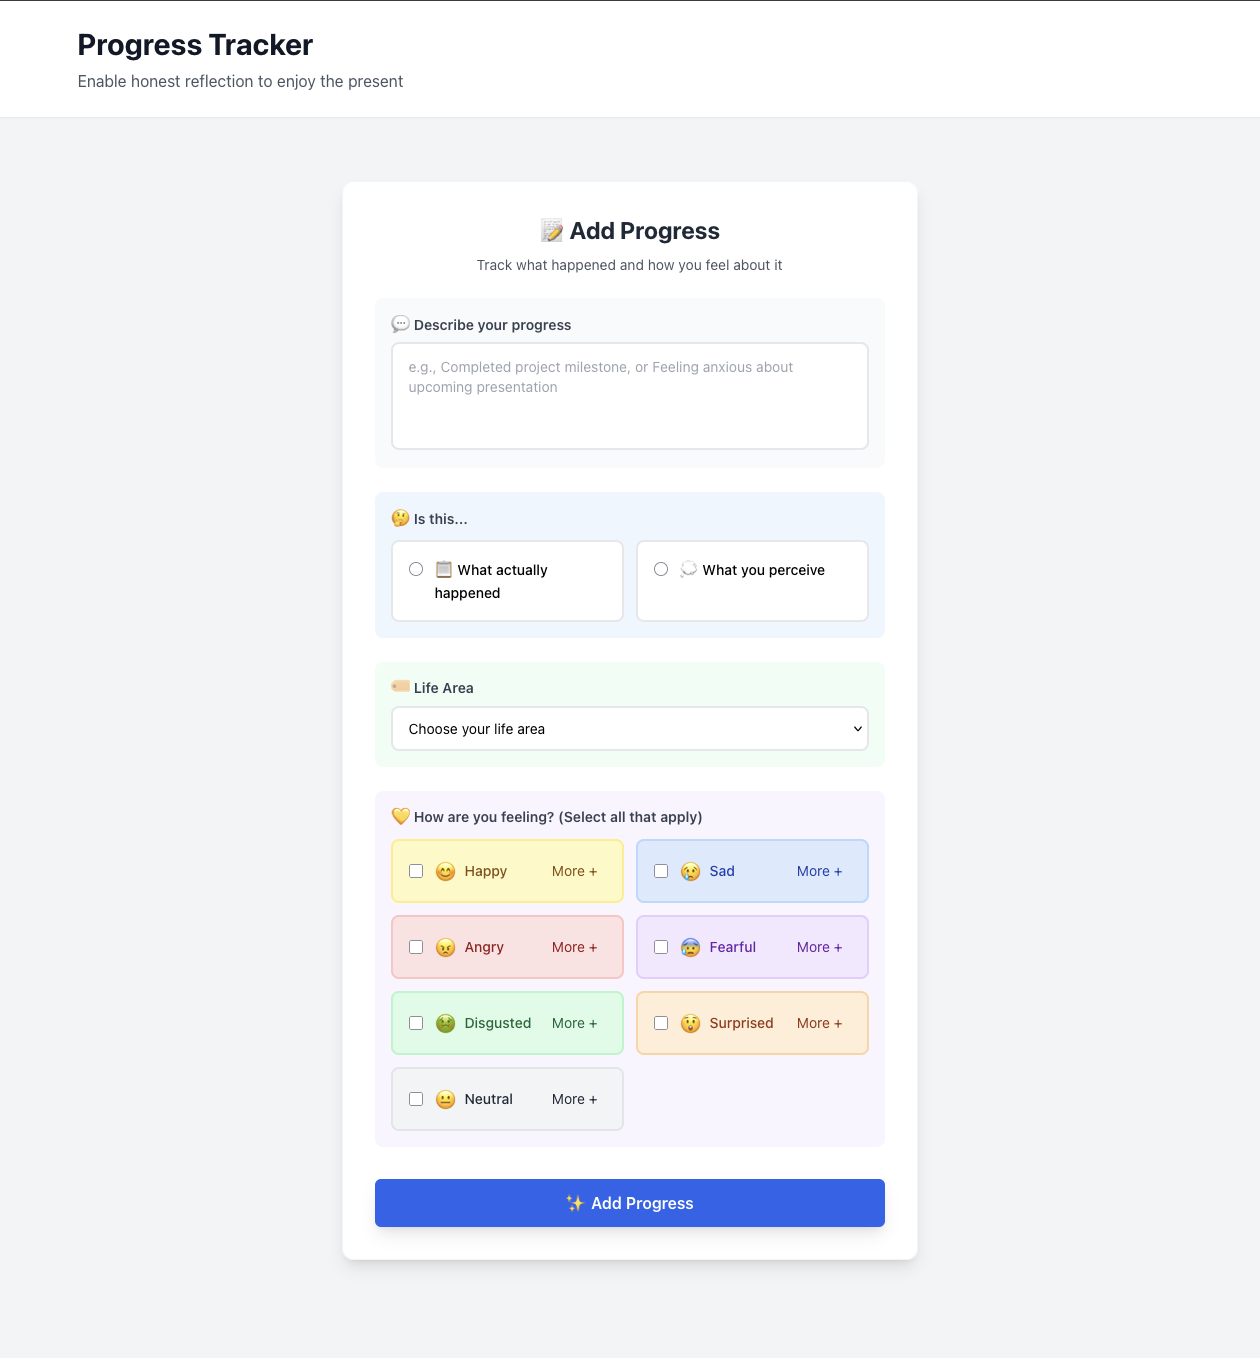 Progress Tracker
Enable honest reflection to enjoy the present
📝 Add Progress
Track what happened and how you feel about it
💬 Describe your progress
e.g., Completed project milestone, or Feeling anxious about
upcoming presentation
🤔 Is this...
📋 What actually
happened
💭 What you perceive
🏷️ Life Area
Choose your life area
💛 How are you feeling? (Select all that apply)
😊 Happy More +
😢 Sad More +
😠 Angry More +
😰 Fearful More +
🤢 Disgusted More +
😲 Surprised More +
😐 Neutral More +
✨ Add Progress